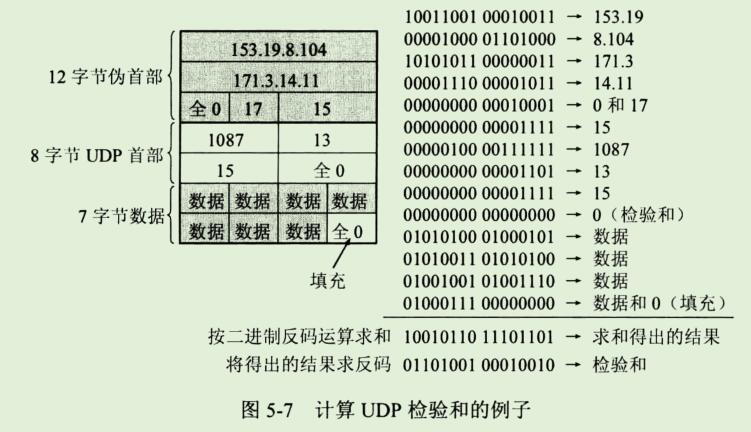 153.19.8.104
171.3.14.11
全 0 17 15
12 字节伪首部
1087 13
15 全 0
8 字节 UDP 首部
数据 数据 数据 数据
数据 数据 数据 全 0
7 字节数据
填充
10011001 00010011 → 153.19
00001000 01101000 → 8.104
10101011 00000011 → 171.3
00001110 00001011 → 14.11
00000000 00010001 → 0 和 17
00000000 00001111 → 15
00000100 00111111 → 1087
00000000 00001101 → 13
00000000 00001111 → 15
00000000 00000000 → 0（检验和）
01010100 01000101 → 数据
01010011 01010100 → 数据
01001001 01001110 → 数据
01000111 00000000 → 数据和 0（填充）
按二进制反码运算求和 10010110 11101101 → 求和得出的结果
将得出的结果求反码 01101001 00010010 → 检验和
图 5-7 计算 UDP 检验和的例子